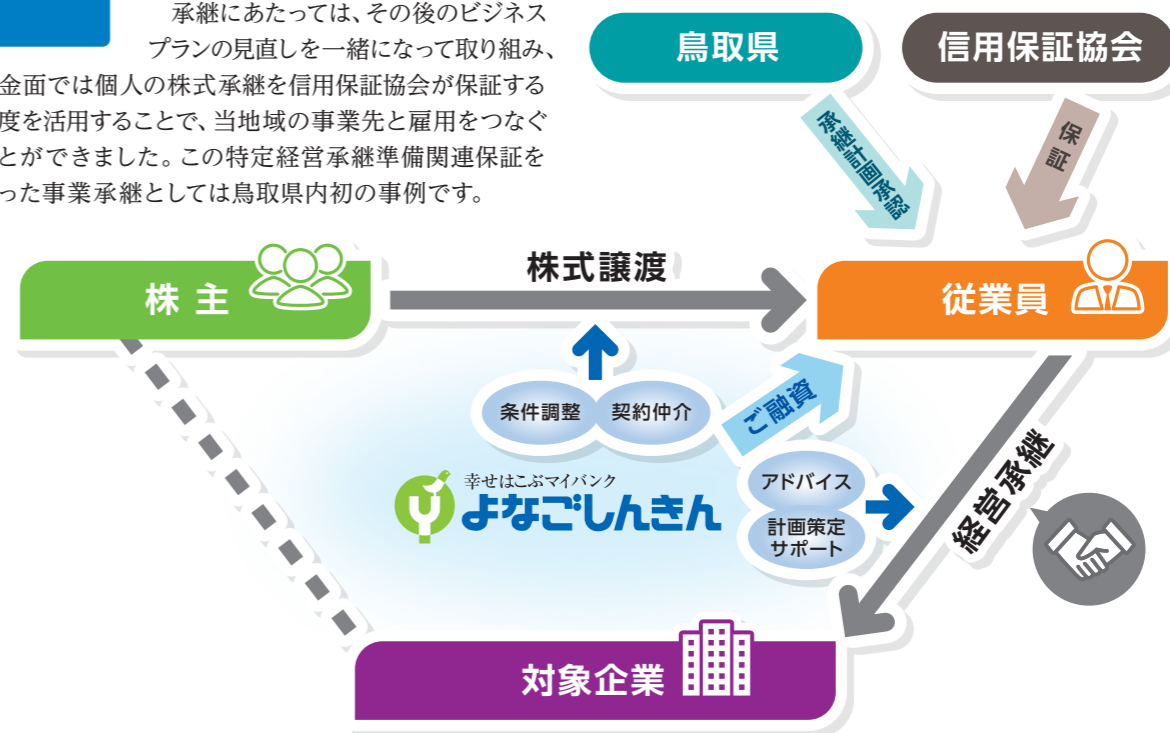 承継にあたっては、その後のビジネス
プランの見直しを一緒になって取り組み、
金面では個人の株式承継を信用保証協会が保証する
度を活用することで、当地域の事業先と雇用をつなぐ
とができました。この特定経営承継準備関連保証を
った事業承継としては鳥取県内初の事例です。
鳥取県
信用保証協会
承継計画承認
保証
株主
株式譲渡
従業員
条件調整
契約仲介
ご融資
幸せはこぶマイバンク
よなごしんきん
アドバイス
計画策定
サポート
経営承継
対象企業